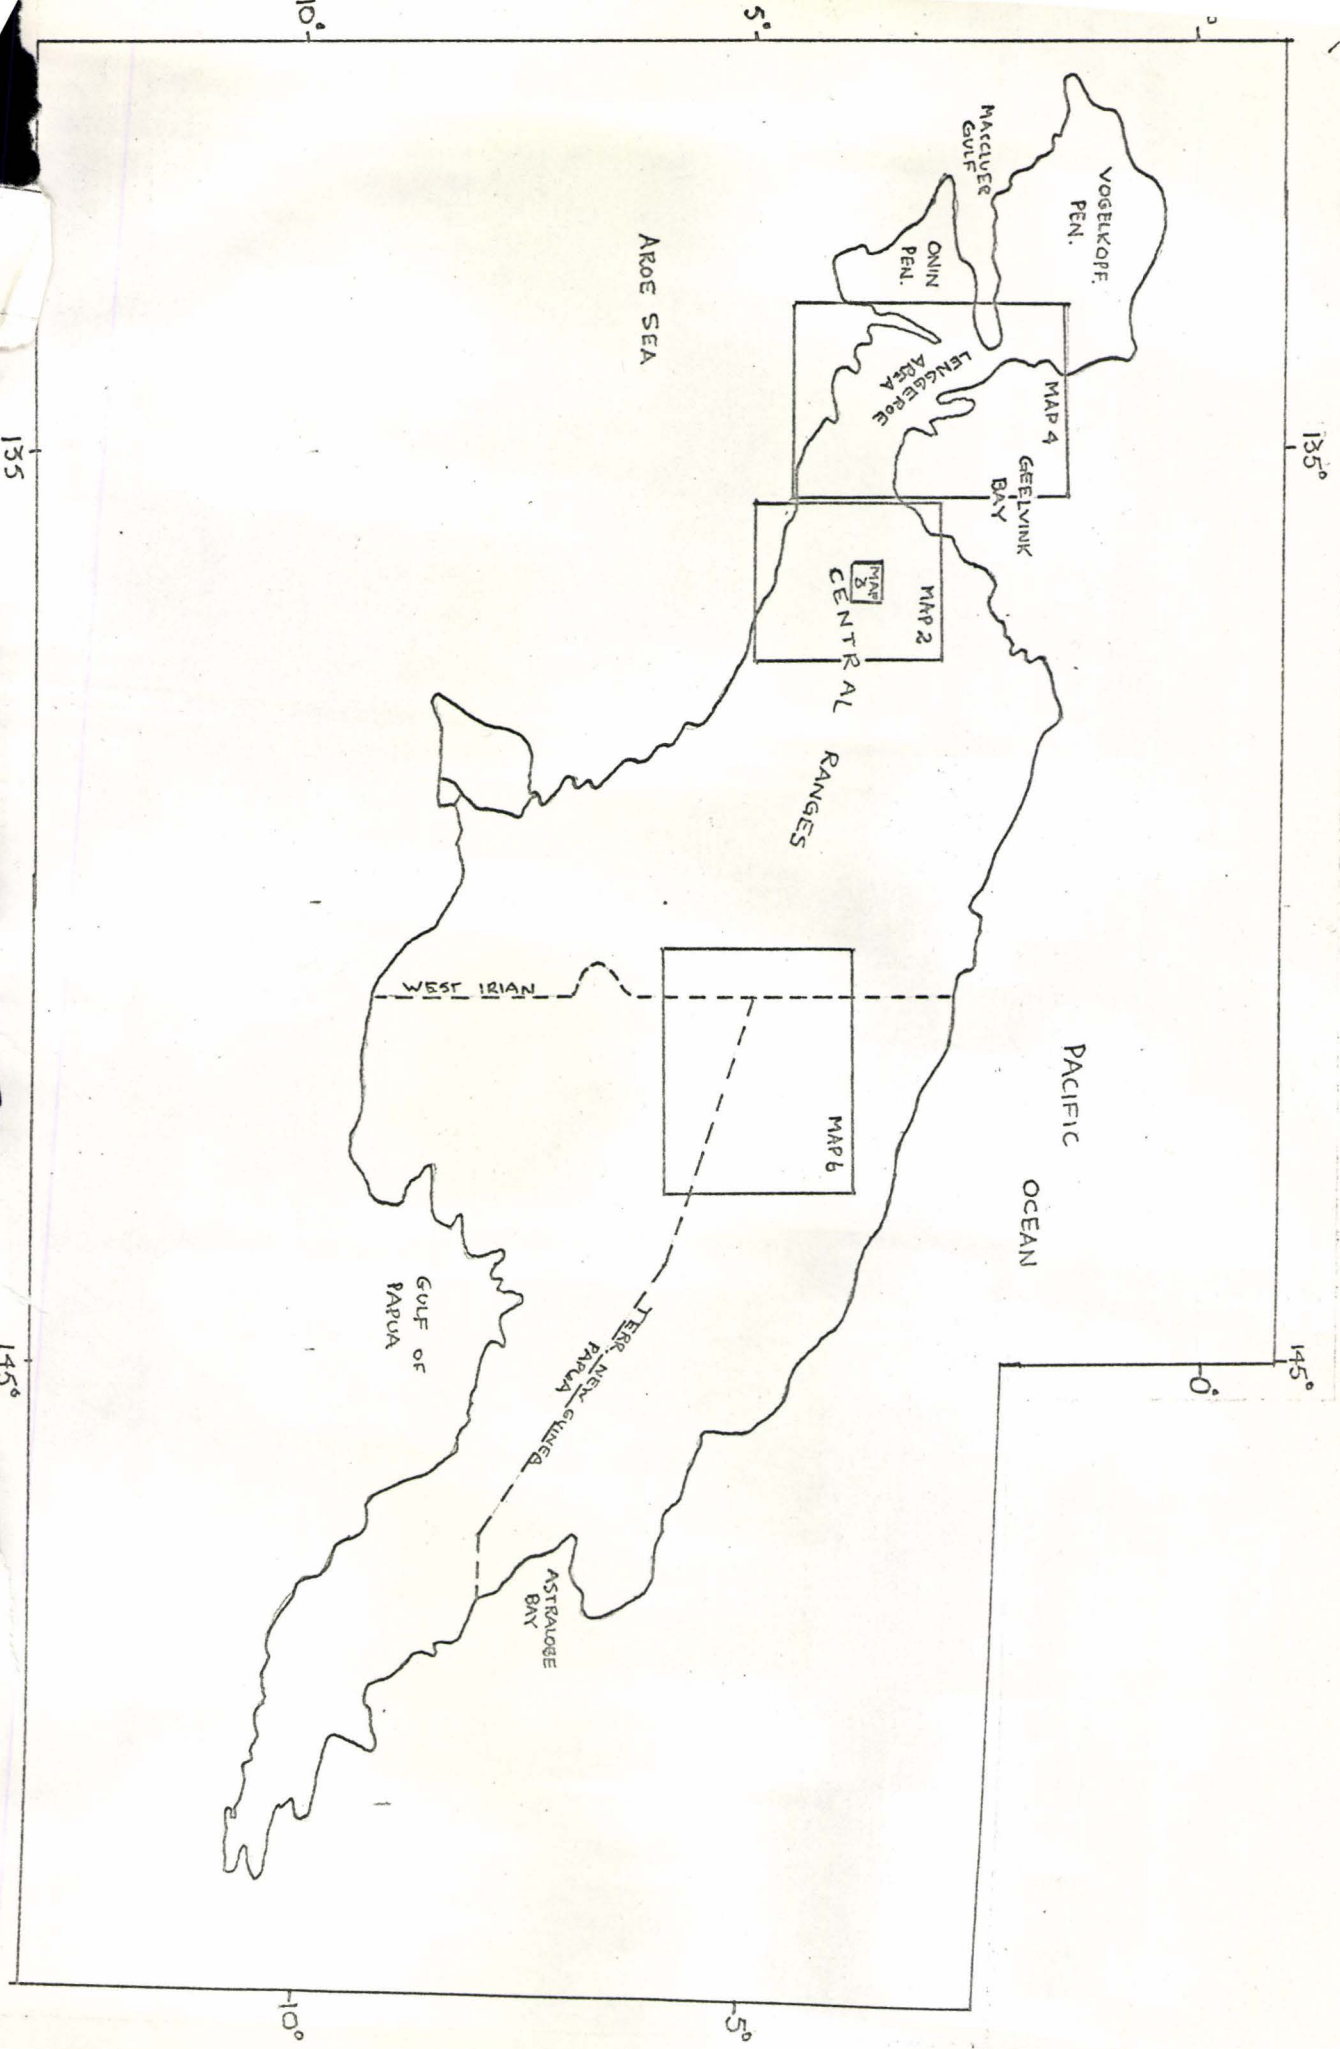 135°
145°
0°
VOGELKOPF.
PEN.
MACCLUER
GULF
ONIN
PEN.
LENGGEROE
AREA
MAP 4
GEELVINK
BAY
MAP 2
MAP
CENTRAL RANGES
AROE SEA
PACIFIC OCEAN
MAP 6
WEST IRIAN
TERR. NEW GUINEA
PAPUA
GULF OF
PAPUA
ASTRALOBE
BAY
5°
10°
5°
10°
135
145°